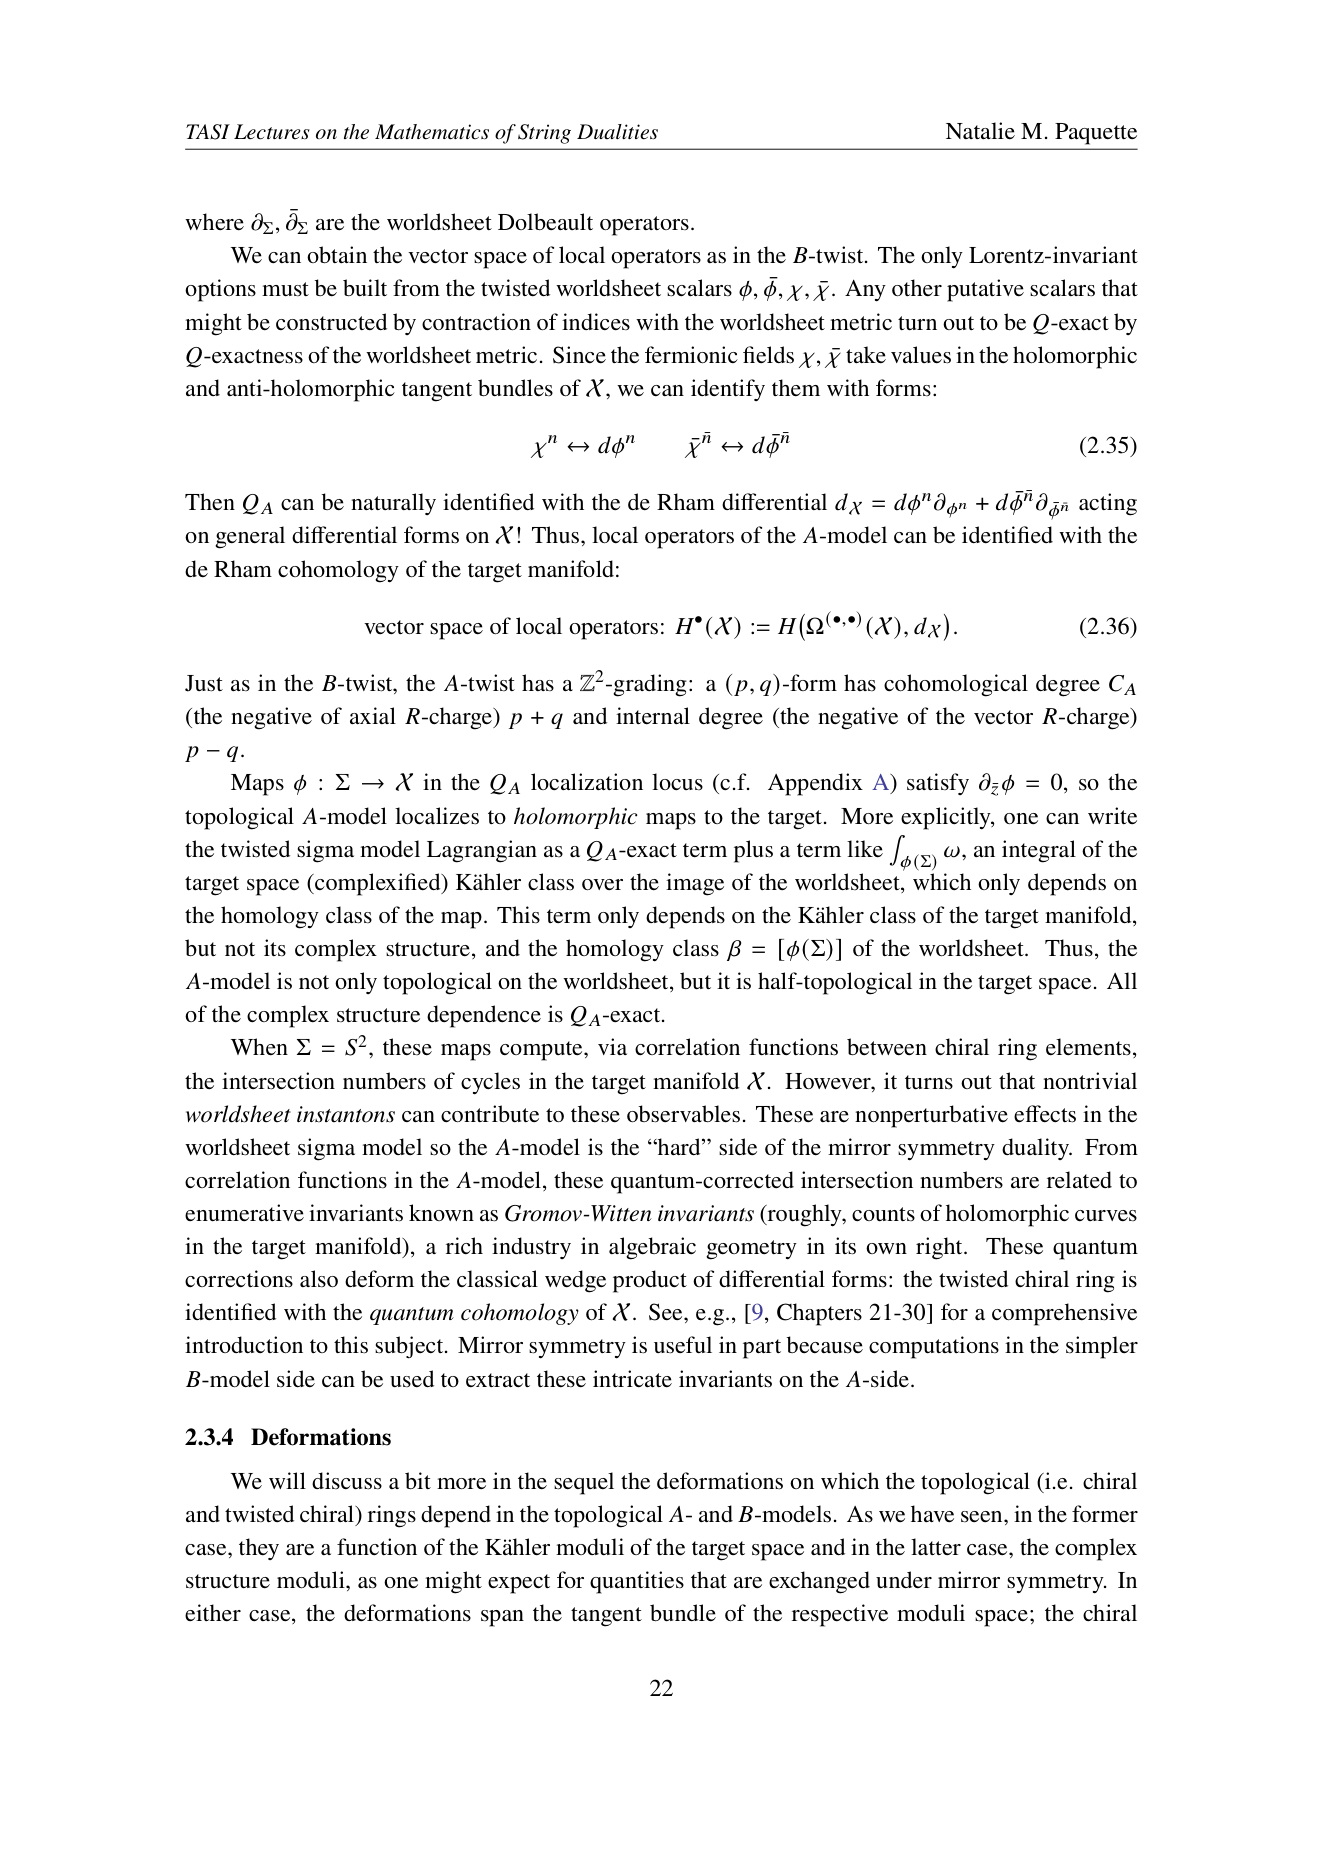 TASI Lectures on the Mathematics of String Dualities Natalie M. Paquette
where ∂_Σ, ∂̄_Σ are the worldsheet Dolbeault operators.
We can obtain the vector space of local operators as in the B-twist. The only Lorentz-invariant
options must be built from the twisted worldsheet scalars ϕ, ϕ̄, χ, χ̄. Any other putative scalars that
might be constructed by contraction of indices with the worldsheet metric turn out to be Q-exact by
Q-exactness of the worldsheet metric. Since the fermionic fields χ, χ̄ take values in the holomorphic
and anti-holomorphic tangent bundles of 𝒳, we can identify them with forms:
χⁿ ↔ dϕⁿ χ̄^n̄ ↔ dϕ̄^n̄ (2.35)
Then Q_A can be naturally identified with the de Rham differential d_𝒳 = dϕⁿ∂_ϕⁿ + dϕ̄^n̄∂_ϕ̄^n̄ acting
on general differential forms on 𝒳! Thus, local operators of the A-model can be identified with the
de Rham cohomology of the target manifold:
vector space of local operators: H^•(𝒳) := H(Ω^(•,•)(𝒳), d_𝒳). (2.36)
Just as in the B-twist, the A-twist has a ℤ²-grading: a (p, q)-form has cohomological degree C_A
(the negative of axial R-charge) p + q and internal degree (the negative of the vector R-charge)
p − q.
Maps ϕ : Σ → 𝒳 in the Q_A localization locus (c.f. Appendix A) satisfy ∂_z̄ϕ = 0, so the
topological A-model localizes to holomorphic maps to the target. More explicitly, one can write
the twisted sigma model Lagrangian as a Q_A-exact term plus a term like ∫_ϕ(Σ) ω, an integral of the
target space (complexified) Kähler class over the image of the worldsheet, which only depends on
the homology class of the map. This term only depends on the Kähler class of the target manifold,
but not its complex structure, and the homology class β = [ϕ(Σ)] of the worldsheet. Thus, the
A-model is not only topological on the worldsheet, but it is half-topological in the target space. All
of the complex structure dependence is Q_A-exact.
When Σ = S², these maps compute, via correlation functions between chiral ring elements,
the intersection numbers of cycles in the target manifold 𝒳. However, it turns out that nontrivial
worldsheet instantons can contribute to these observables. These are nonperturbative effects in the
worldsheet sigma model so the A-model is the “hard” side of the mirror symmetry duality. From
correlation functions in the A-model, these quantum-corrected intersection numbers are related to
enumerative invariants known as Gromov-Witten invariants (roughly, counts of holomorphic curves
in the target manifold), a rich industry in algebraic geometry in its own right. These quantum
corrections also deform the classical wedge product of differential forms: the twisted chiral ring is
identified with the quantum cohomology of 𝒳. See, e.g., [9, Chapters 21-30] for a comprehensive
introduction to this subject. Mirror symmetry is useful in part because computations in the simpler
B-model side can be used to extract these intricate invariants on the A-side.
2.3.4 Deformations
We will discuss a bit more in the sequel the deformations on which the topological (i.e. chiral
and twisted chiral) rings depend in the topological A- and B-models. As we have seen, in the former
case, they are a function of the Kähler moduli of the target space and in the latter case, the complex
structure moduli, as one might expect for quantities that are exchanged under mirror symmetry. In
either case, the deformations span the tangent bundle of the respective moduli space; the chiral
22